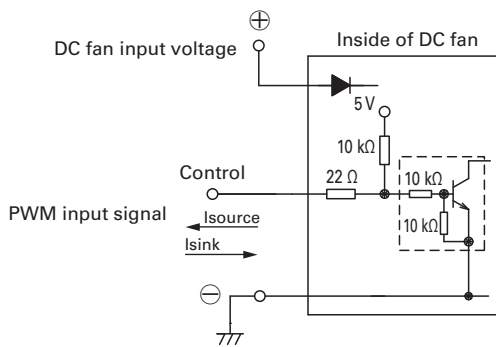 ⊕
DC fan input voltage
Inside of DC fan
5 V
10 kΩ
Control
22 Ω
10 kΩ
PWM input signal
Isource
10 kΩ
Isink
⊖